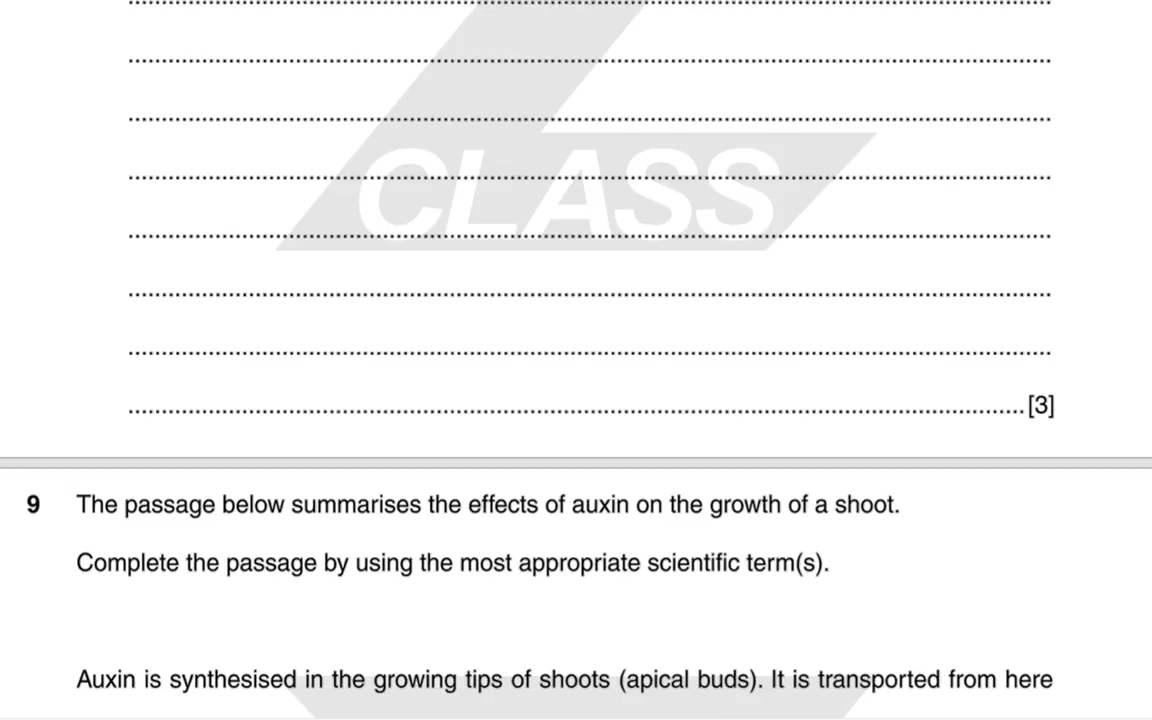 CLASS
[3]
9 The passage below summarises the effects of auxin on the growth of a shoot.
Complete the passage by using the most appropriate scientific term(s).
Auxin is synthesised in the growing tips of shoots (apical buds). It is transported from here